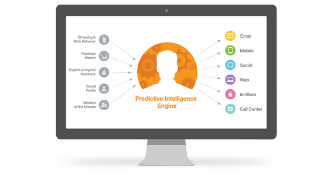 Browsing &
Click Behavior
Purchase
History
Explicit & Implicit
Feedback
Social
Profile
Wisdom
of the Crowds
Predictive Intelligence
Engine
Email
Mobile
Social
Web
In-Store
Call Center